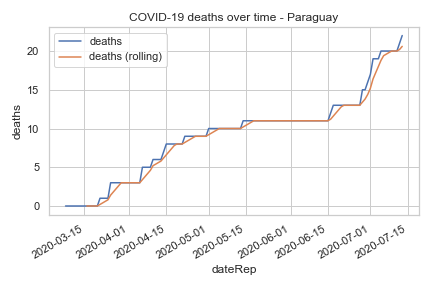 COVID-19 deaths over time - Paraguay
deaths
deaths (rolling)
deaths
20
15
10
5
0
2020-03-15
2020-04-01
2020-04-15
2020-05-01
2020-05-15
2020-06-01
2020-06-15
2020-07-01
2020-07-15
dateRep